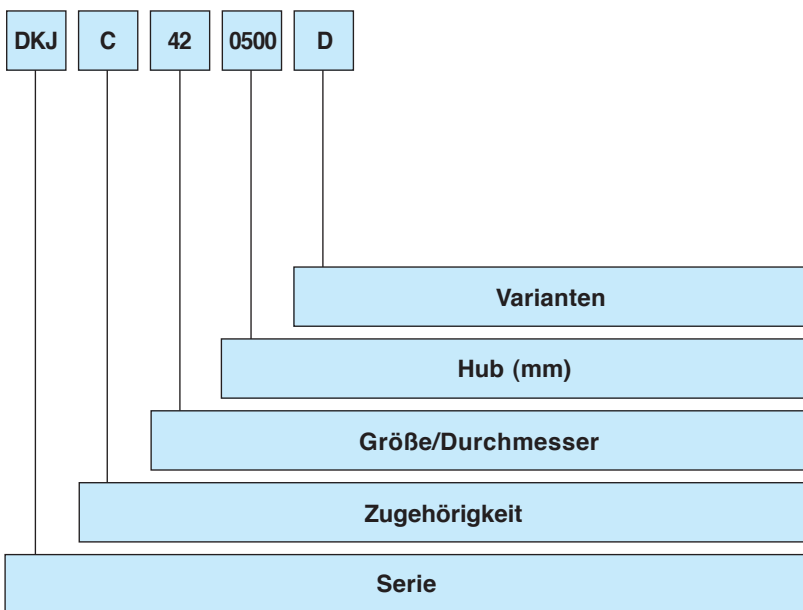 DKJ C 42 0500 D
Varianten
Hub (mm)
Größe/Durchmesser
Zugehörigkeit
Serie